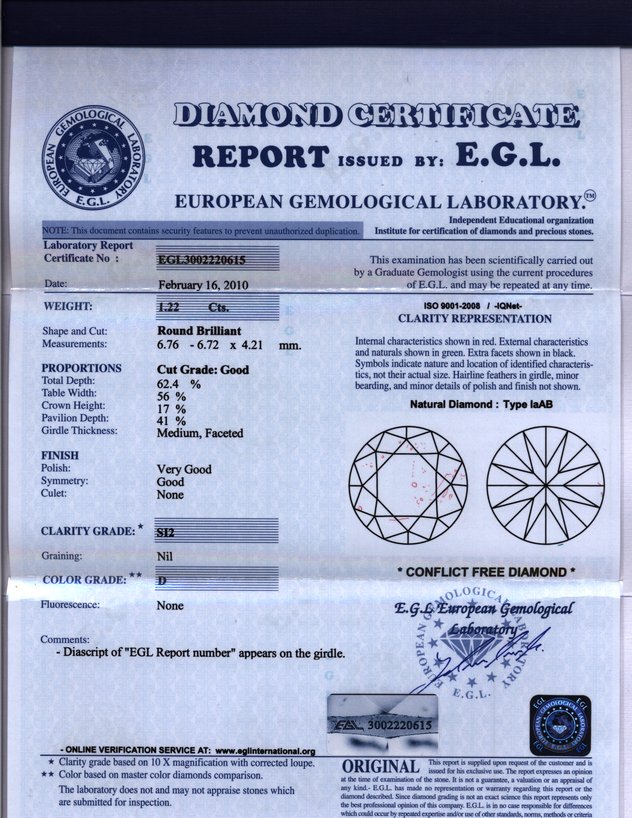 DIAMOND CERTIFICATE
REPORT ISSUED BY: E.G.L.
EUROPEAN GEMOLOGICAL LABORATORY.™
EUROPEAN GEMOLOGICAL LABORATORY
E.G.L.
Independent Educational organization
Institute for certification of diamonds and precious stones.
NOTE: This document contains security features to prevent unauthorized duplication.
Laboratory Report
Certificate No : EGL3002220615
Date: February 16, 2010
WEIGHT: 1.22 Cts.
Shape and Cut: Round Brilliant
Measurements: 6.76 - 6.72 x 4.21 mm.
PROPORTIONS Cut Grade: Good
Total Depth: 62.4 %
Table Width: 56 %
Crown Height: 17 %
Pavilion Depth: 41 %
Girdle Thickness: Medium, Faceted
FINISH
Polish: Very Good
Symmetry: Good
Culet: None
CLARITY GRADE: * SI2
Graining: Nil
COLOR GRADE: ** D
Fluorescence: None
Comments:
- Diascript of "EGL Report number" appears on the girdle.
This examination has been scientifically carried out
by a Graduate Gemologist using the current procedures
of E.G.L, and may be repeated at any time.
ISO 9001-2008 / -IQNet-
CLARITY REPRESENTATION
Internal characteristics shown in red. External characteristics
and naturals shown in green. Extra facets shown in black.
Symbols indicate nature and location of identified characteris-
tics, not their actual size. Hairline feathers in girdle, minor
bearding, and minor details of polish and finish not shown.
Natural Diamond : Type IaAB
* CONFLICT FREE DIAMOND *
E.G.L European Gemological
Laboratory
EUROPEAN GEMOLOGICAL LABORATORY
E.G.L.
EGL 3002220615
EGL EGL
EGL EGL
- ONLINE VERIFICATION SERVICE AT: www.eglinternational.org
* Clarity grade based on 10 X magnification with corrected loupe.
** Color based on master color diamonds comparison.
The laboratory does not and may not appraise stones which
are submitted for inspection.
ORIGINAL This report is supplied upon request of the customer and is
issued for his exclusive use. The report expresses an opinion
at the time of examination of the stone. It is not a guarantee, a valuation or an appraisal of
any kind.- E.G.L. has made no representation or warranty regarding this report or the
diamond described. Since diamond grading is not an exact science this report represents only
the best professional opinion of this company. E.G.L. is in no case responsible for differences
which could occur by repeated expertise and/or use of other standards, norms, methods or criteria